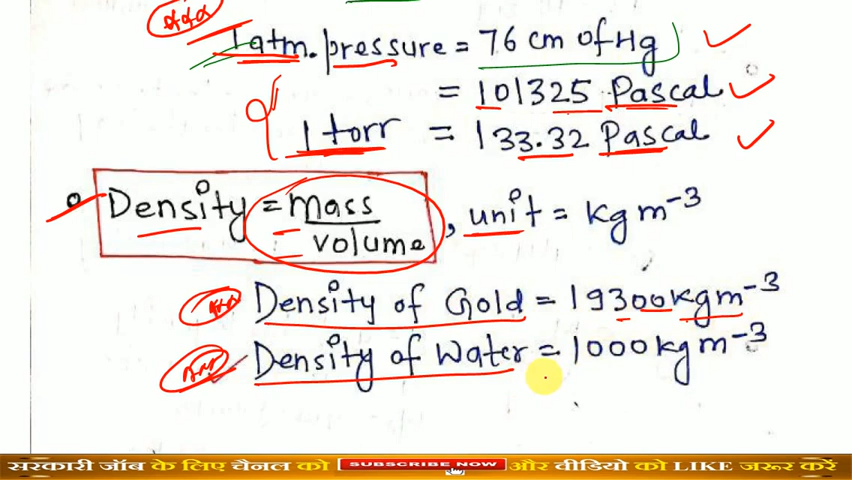 1 atm. pressure = 76 cm of Hg
= 101325 Pascal
1 torr = 133.32 Pascal
Density = mass / volume, unit = kg m⁻³
Density of Gold = 19300 kg m⁻³
Density of Water = 1000 kg m⁻³
सरकारी जॉब के लिए चैनल को SUBSCRIBE NOW और वीडियो को LIKE जरूर करें